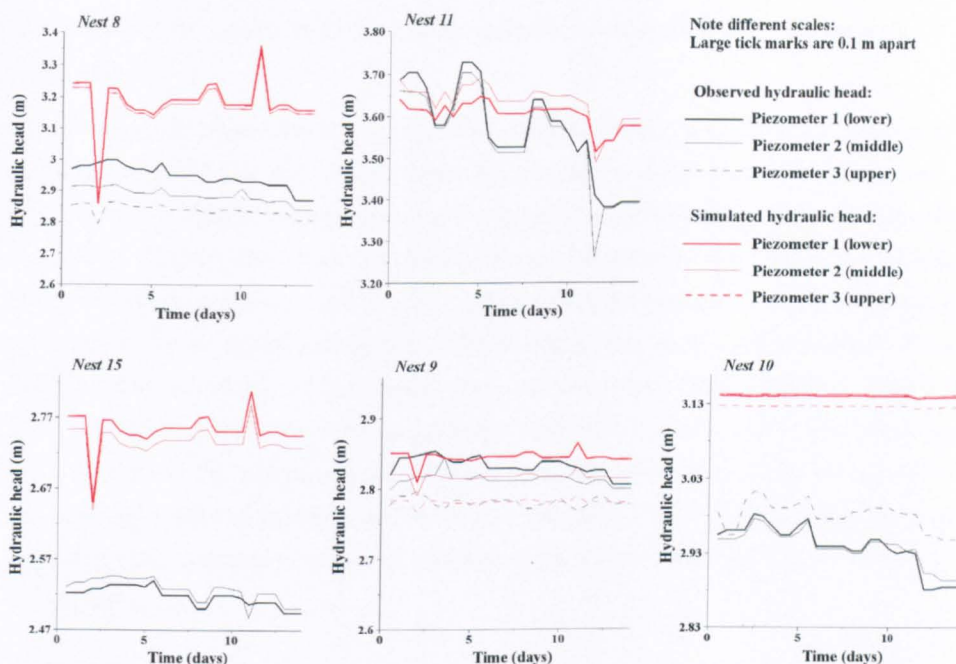 Nest 8
Hydraulic head (m)
3.4
3.3
3.2
3.1
3
2.9
2.8
2.7
2.6
0
5
10
Time (days)
Nest 11
Hydraulic head (m)
3.80
3.70
3.60
3.50
3.40
3.30
3.20
0
5
10
Time (days)
Note different scales:
Large tick marks are 0.1 m apart
Observed hydraulic head:
Piezometer 1 (lower)
Piezometer 2 (middle)
Piezometer 3 (upper)
Simulated hydraulic head:
Piezometer 1 (lower)
Piezometer 2 (middle)
Piezometer 3 (upper)
Nest 15
Hydraulic head (m)
2.77
2.67
2.57
2.47
0
5
10
Time (days)
Nest 9
Hydraulic head (m)
2.9
2.8
2.7
2.6
0
5
10
Time (days)
Nest 10
Hydraulic head (m)
3.13
3.03
2.93
2.83
0
5
10
Time (days)